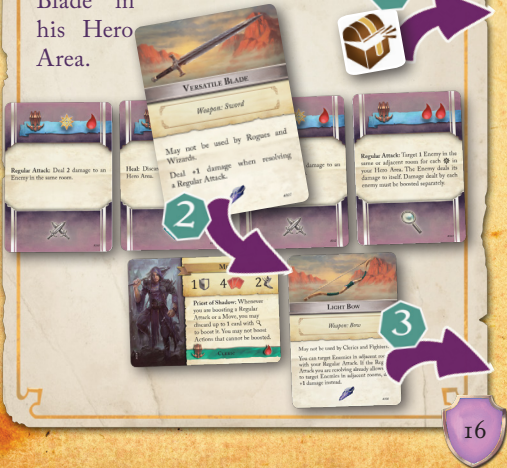 Blade in
his Hero
Area.
VERSATILE BLADE
Weapon: Sword
May not be used by Rogues and
Wizards.
Deal +1 damage when resolving
a Regular Attack.
Regular Attack: Deal 2 damage to an
Enemy in the same room.
Heal:
Hero Area.
damage to an
Regular Attack: Target 1 Enemy in the
same or adjacent room for each in
your Hero Area. The Enemy deals its
damage to itself. Damage dealt by each
enemy must be boosted separately.
2
1 4 2
Priest of Shadow: Whenever
you are boosting a Regular
Attack or a Move, you may
discard up to 1 card with
to boost it. You may not boost
Actions that cannot be boosted.
Cleric
LIGHT BOW
Weapon: Bow
May not be used by Clerics and Fighters.
You can target Enemies in adjacent
with your Regular Attack. If the
Attack you are resolving already allows
to target Enemies in adjacent rooms,
+1 damage instead.
3
16